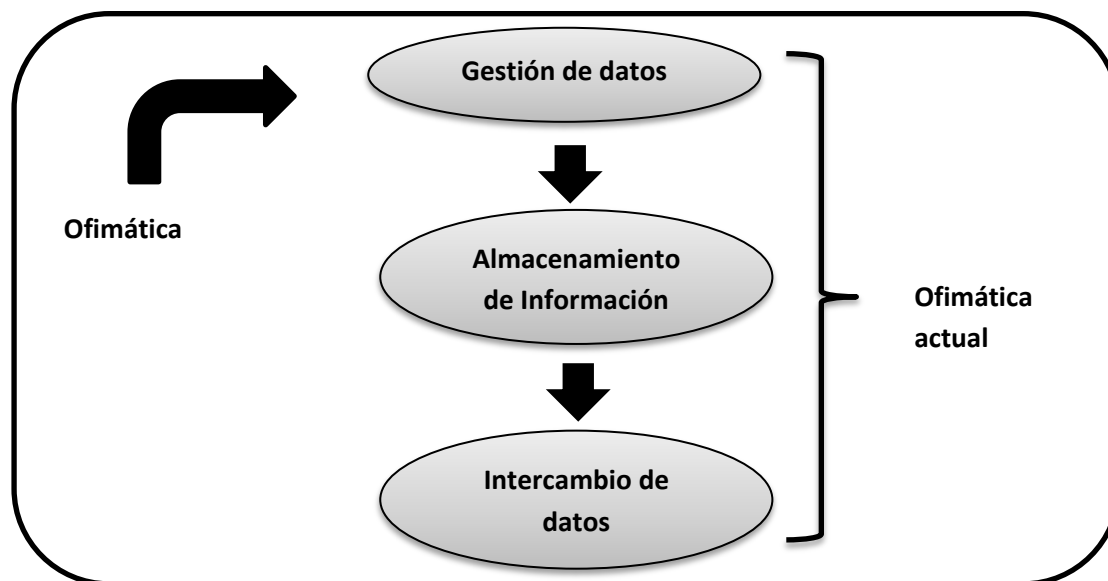 Gestión de datos
Ofimática
Almacenamiento
de Información
Ofimática
actual
Intercambio de
datos